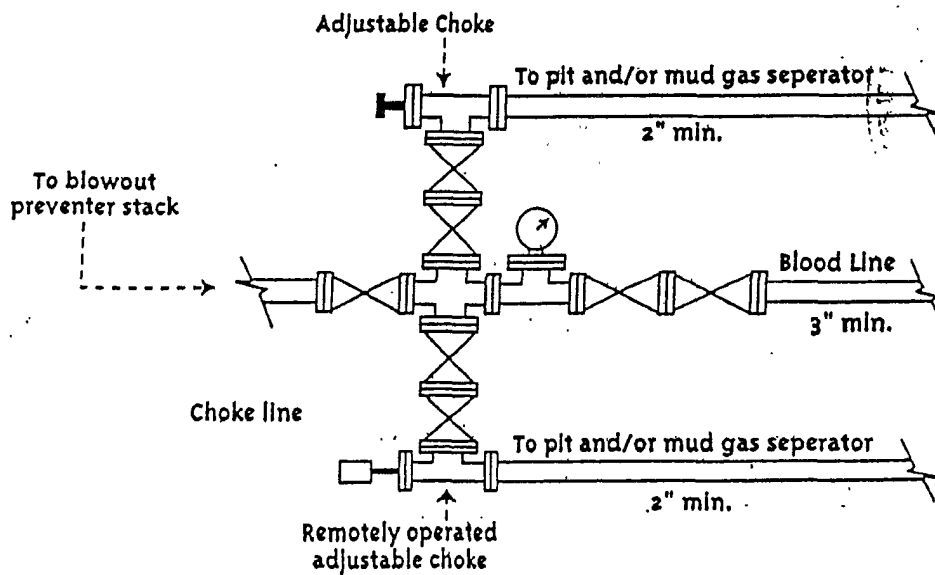 Adjustable Choke
To pit and/or mud gas seperator
2" min.
To blowout
preventer stack
Blood Line
3" min.
Choke line
To pit and/or mud gas seperator
2" min.
Remotely operated
adjustable choke